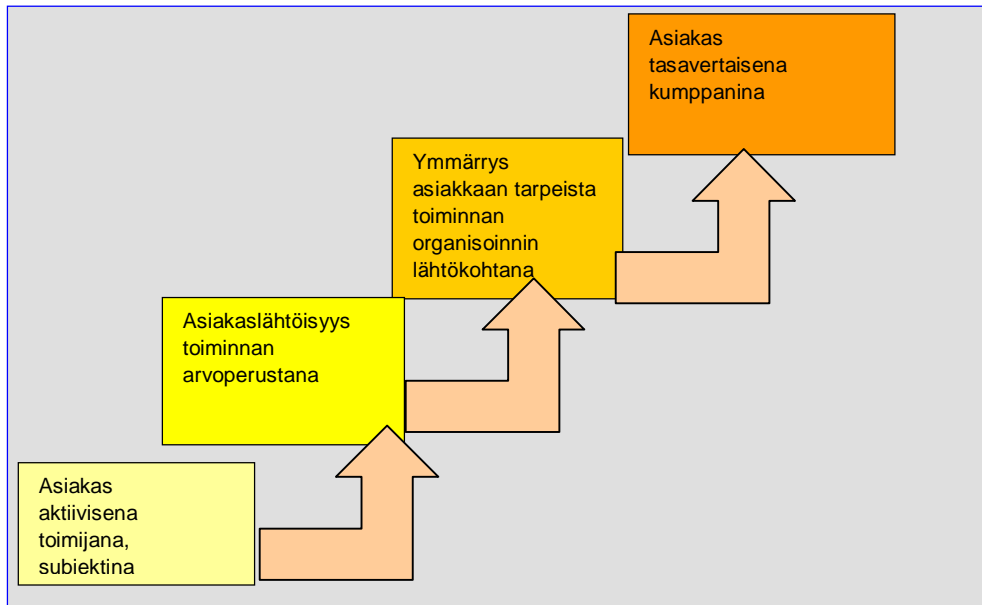 Asiakas
tasavertaisena
kumppanina
Ymmärrys
asiakkaan tarpeista
toiminnan
organisoinnin
lähtökohtana
Asiakaslähtöisyys
toiminnan
arvoperustana
Asiakas
aktiivisena
toimijana,
subiektina